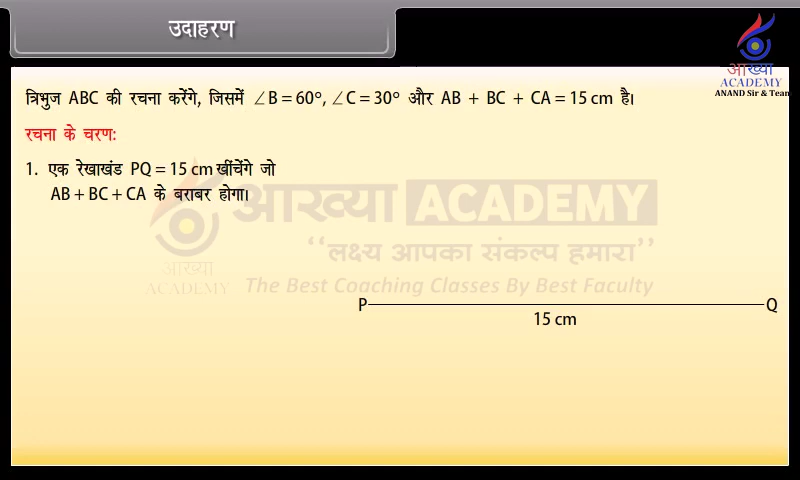 उदाहरण
आख्या
ACADEMY
ANAND Sir & Team
त्रिभुज ABC की रचना करेंगे, जिसमें ∠B = 60°, ∠C = 30° और AB + BC + CA = 15 cm है।
रचना के चरणः
1. एक रेखाखंड PQ = 15 cm खींचेंगे जो
AB + BC + CA के बराबर होगा।
आख्या ACADEMY
“लक्ष्य आपका संकल्प हमारा”
आख्या
ACADEMY
The Best Coaching Classes By Best Faculty
P Q
15 cm